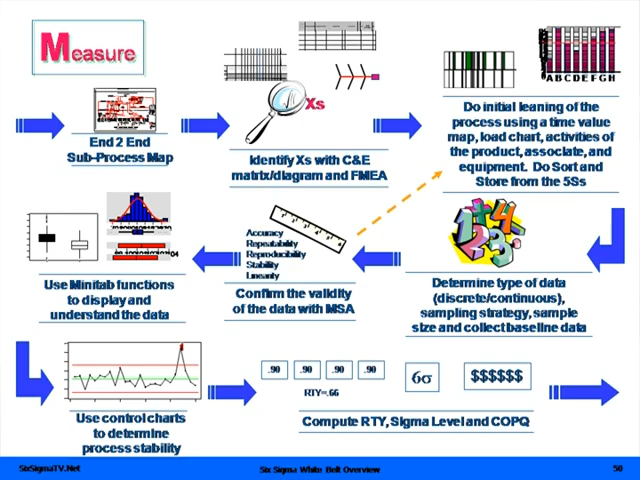 Measure
Xs
A B C D E F G H
End 2 End
Sub-Process Map
Identify Xs with C&E
matrix/diagram and FMEA
Do initial leaning of the
process using a time value
map, load chart, activities of
the product, associate, and
equipment. Do Sort and
Store from the 5Ss
Use Minitab functions
to display and
understand the data
Accuracy
Repeatability
Reproducibility
Stability
Linearity
Confirm the validity
of the data with MSA
Determine type of data
(discrete/continuous),
sampling strategy, sample
size and collect baseline data
Use control charts
to determine
process stability
.90 .90 .90 .90
RTY=.66
6σ
$$$$$$
Compute RTY, Sigma Level and COPQ
SixSigmaTV.Net
Six Sigma White Belt Overview
50